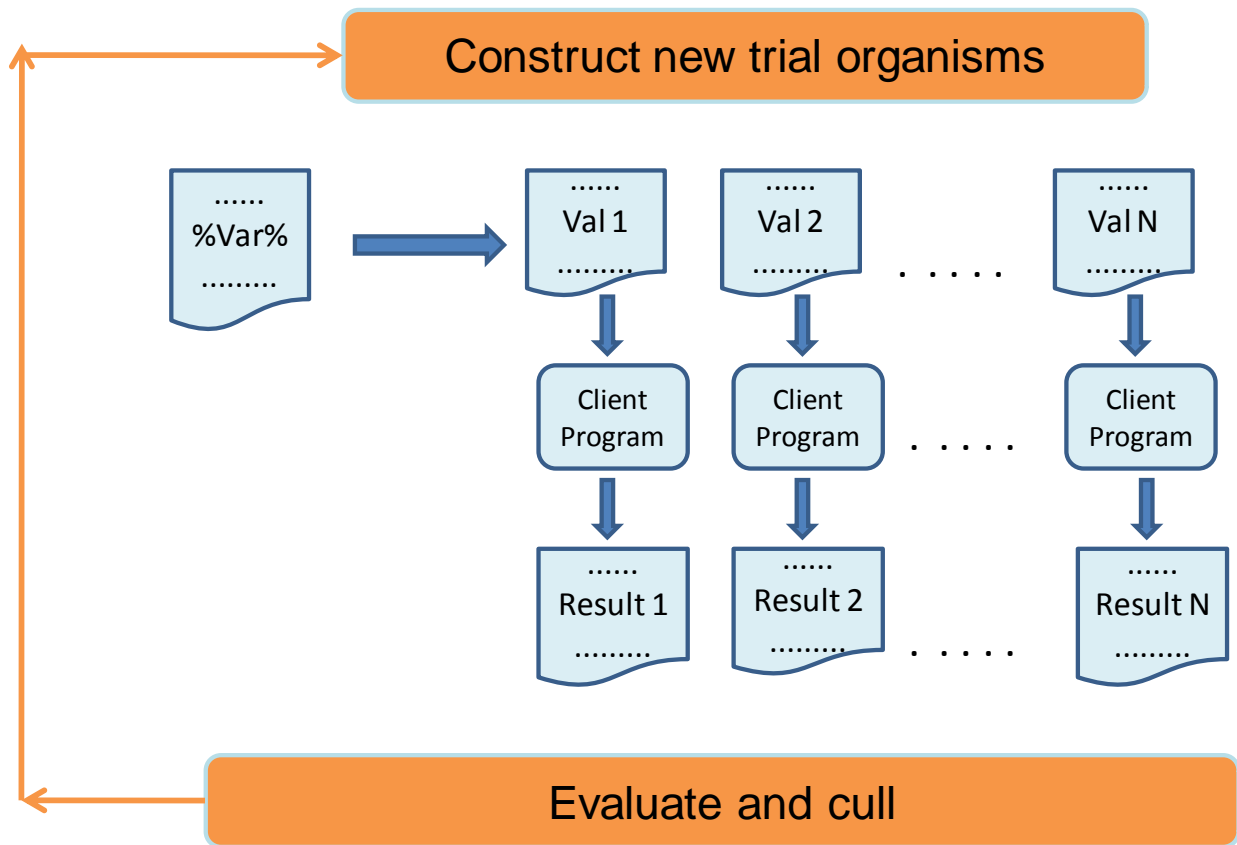 Construct new trial organisms
......
%Var%
.........
......
Val 1
.........
......
Val 2
.........
. . . . .
......
Val N
.........
Client
Program
Client
Program
. . . . .
Client
Program
......
Result 1
.........
......
Result 2
.........
. . . . .
......
Result N
.........
Evaluate and cull